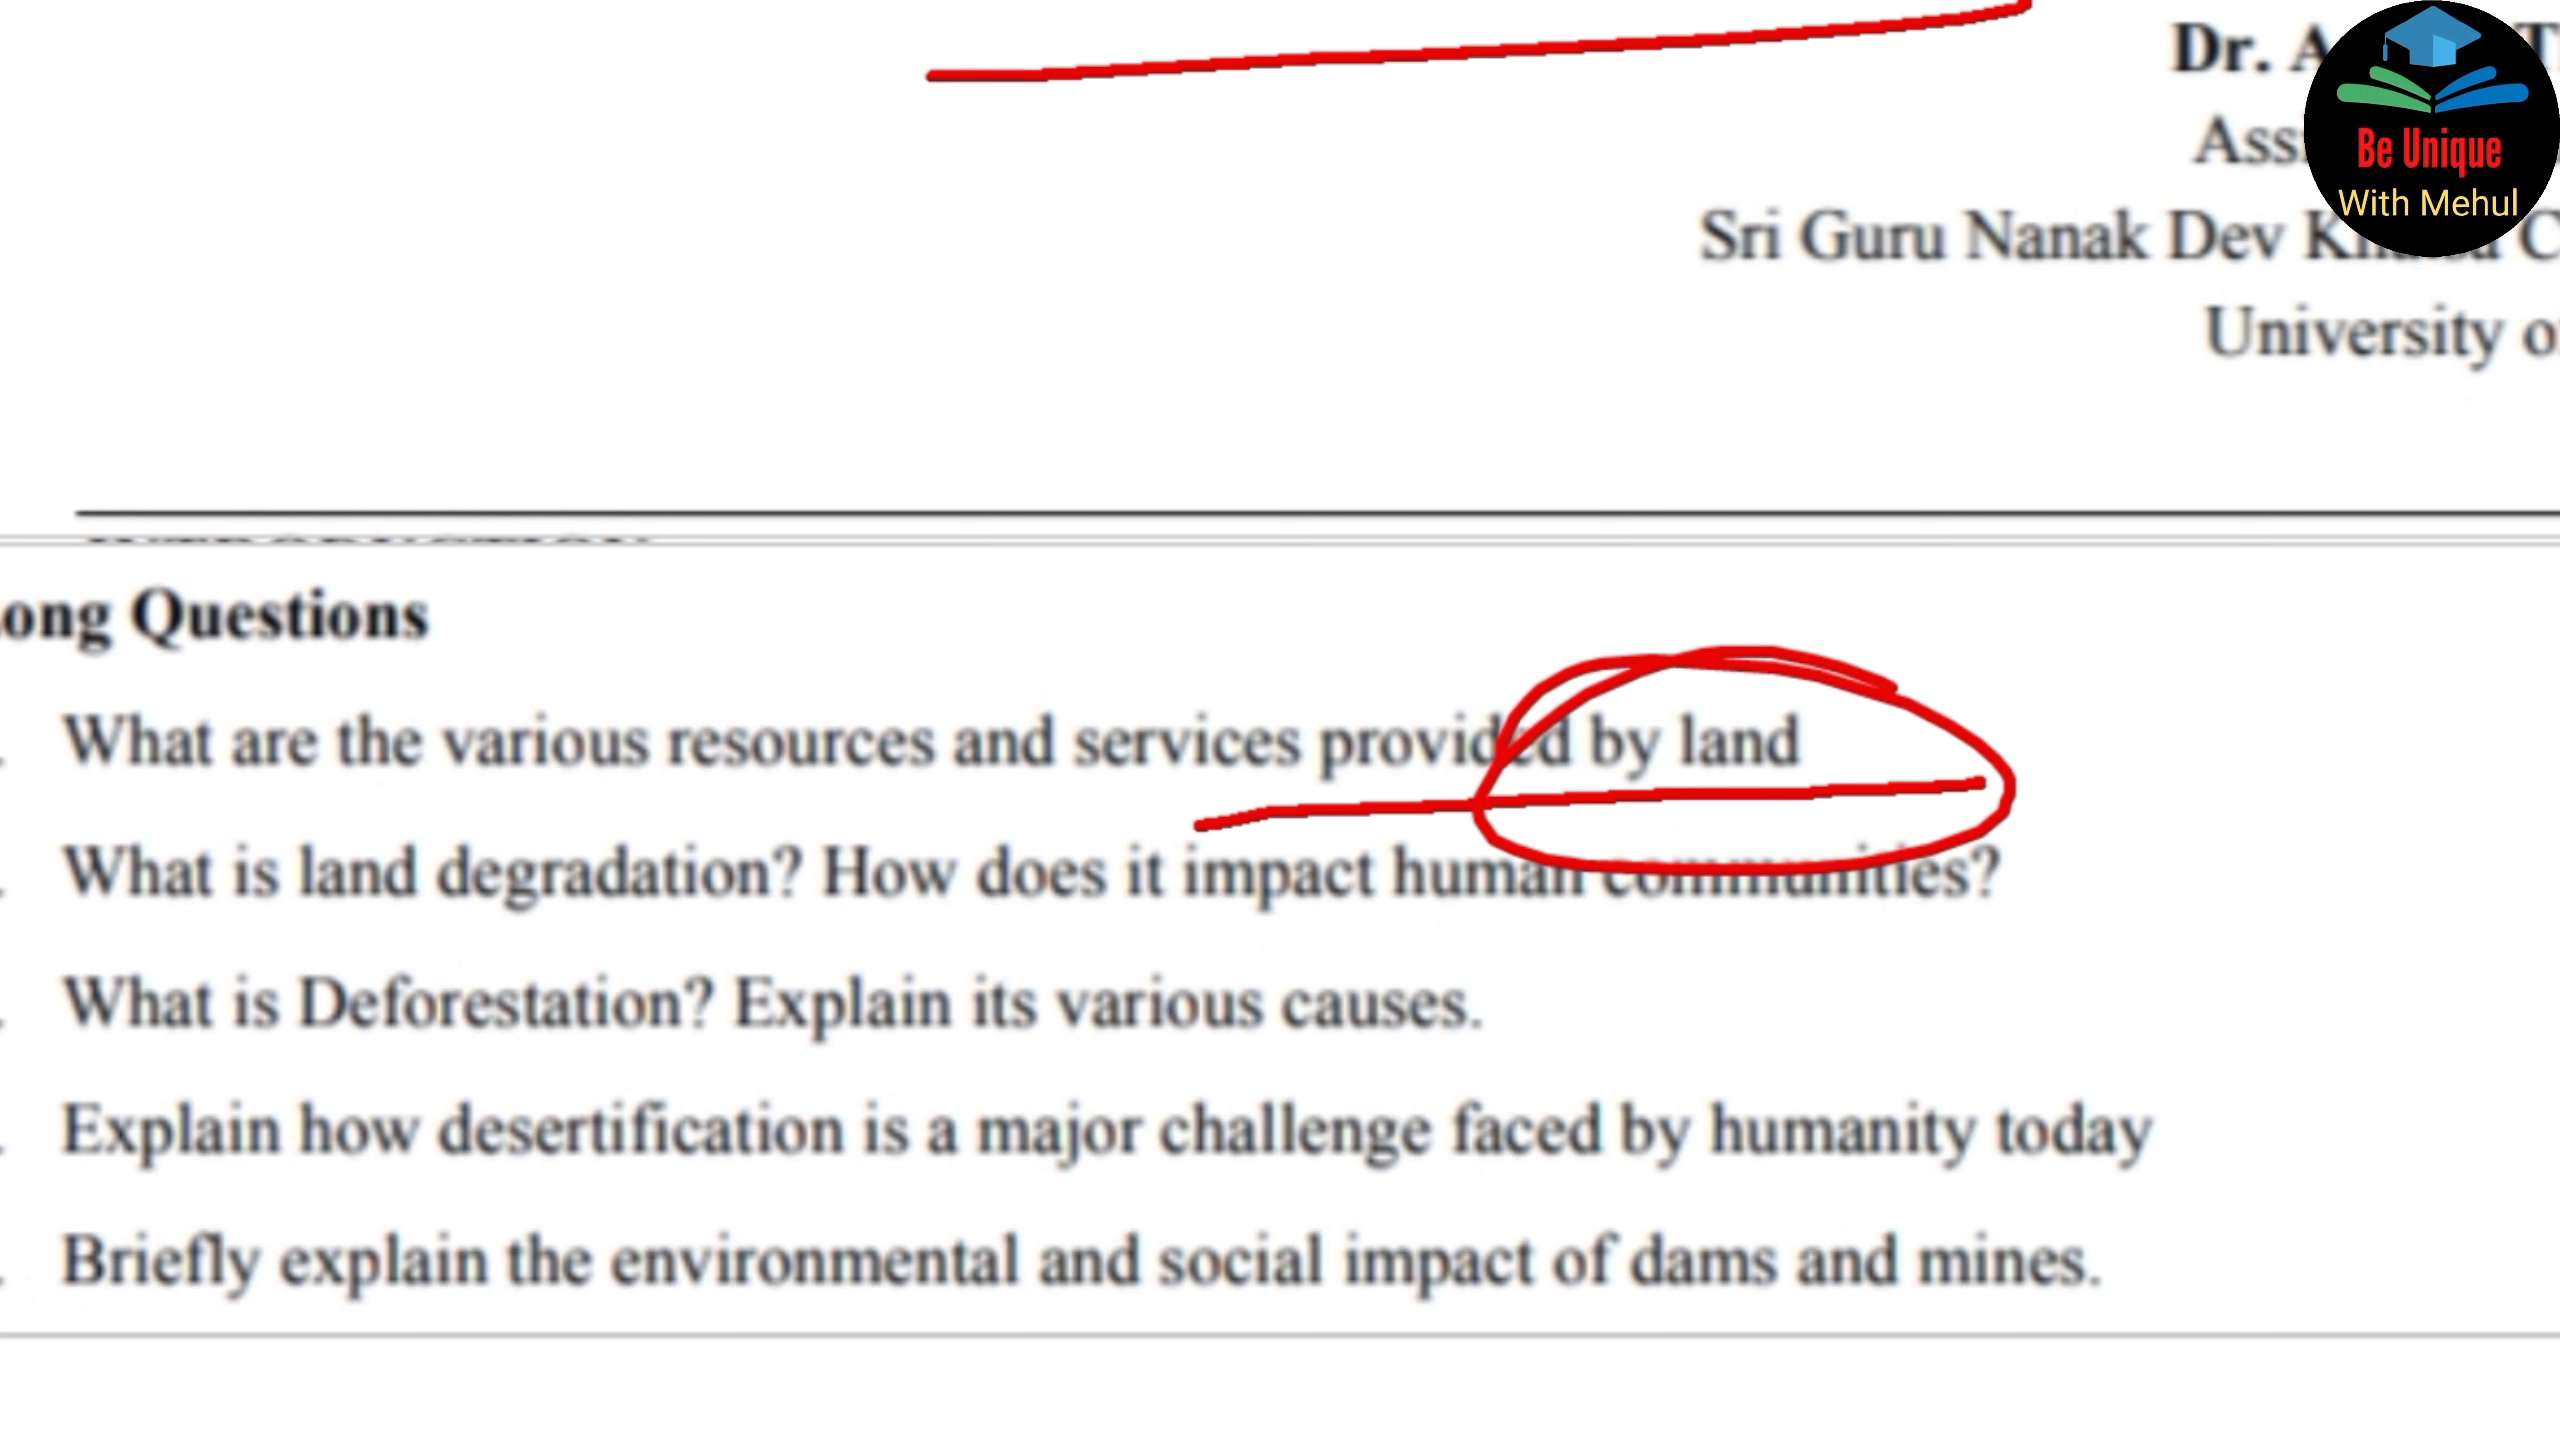 Dr.
Be Unique
With Mehul
Sri Guru Nanak Dev
University
Questions
What are the various resources and services provided by land
What is land degradation? How does it impact human communities?
What is Deforestation? Explain its various causes.
Explain how desertification is a major challenge faced by humanity today
Briefly explain the environmental and social impact of dams and mines.